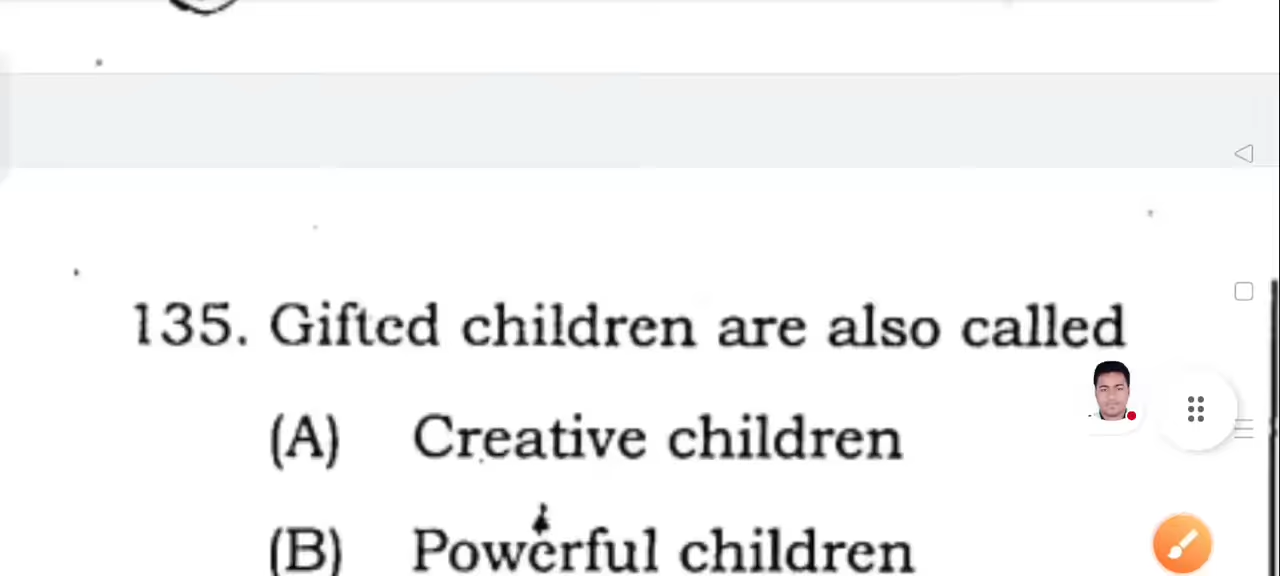 135. Gifted children are also called
(A) Creative children
(B) Powerful children